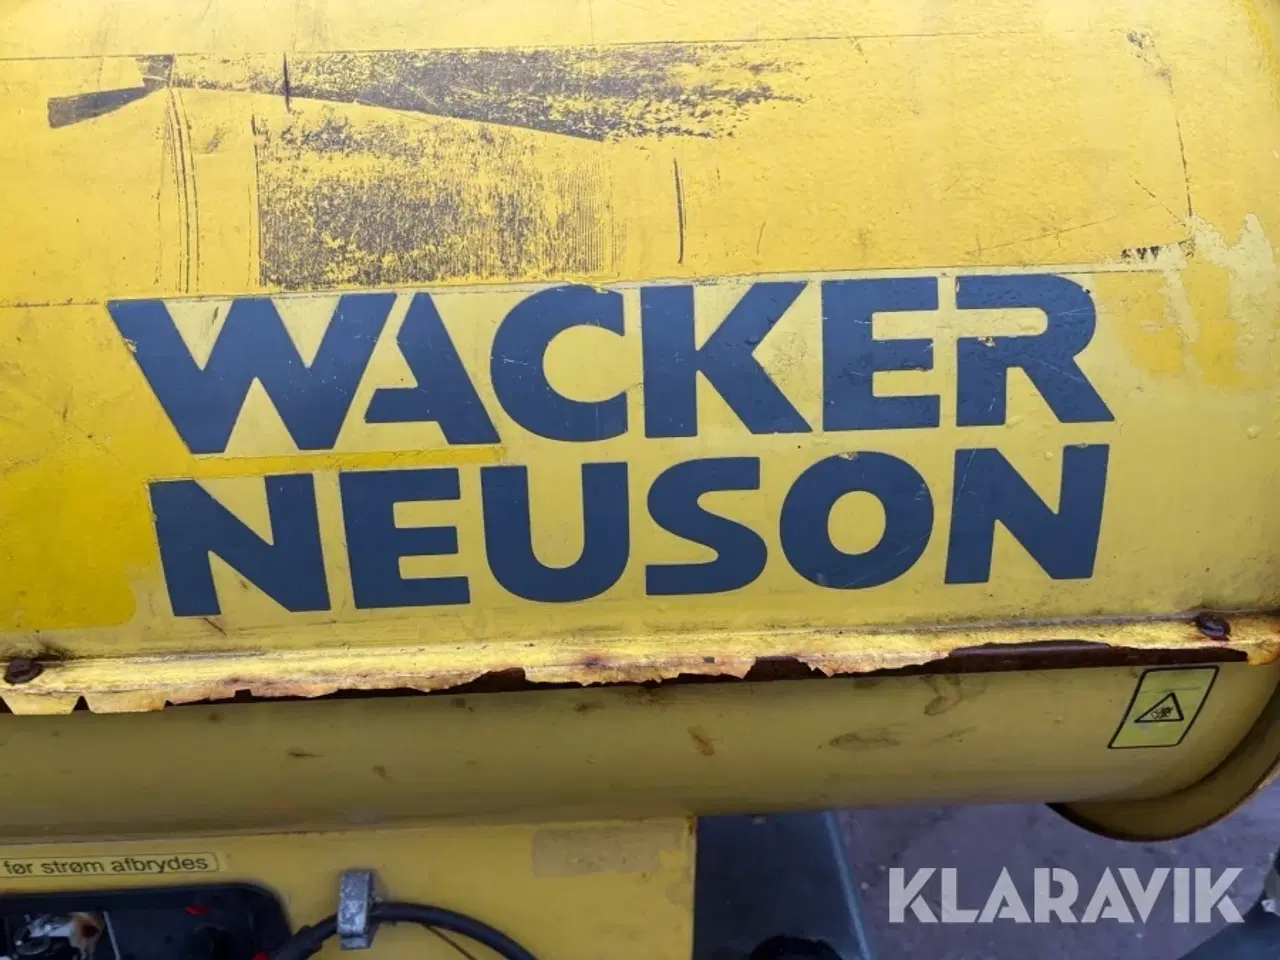 WACKER
NEUSON
før strøm afbrydes
KLARAVIK